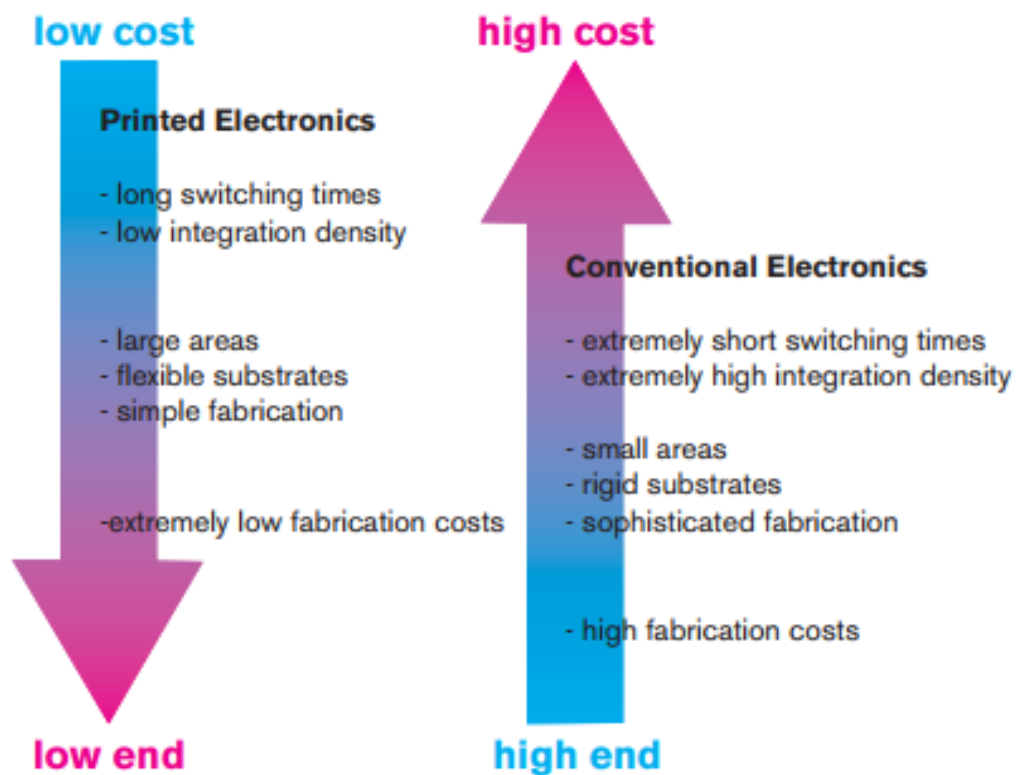 low cost
Printed Electronics
- long switching times
- low integration density
- large areas
- flexible substrates
- simple fabrication
-extremely low fabrication costs
low end
high cost
Conventional Electronics
- extremely short switching times
- extremely high integration density
- small areas
- rigid substrates
- sophisticated fabrication
- high fabrication costs
high end